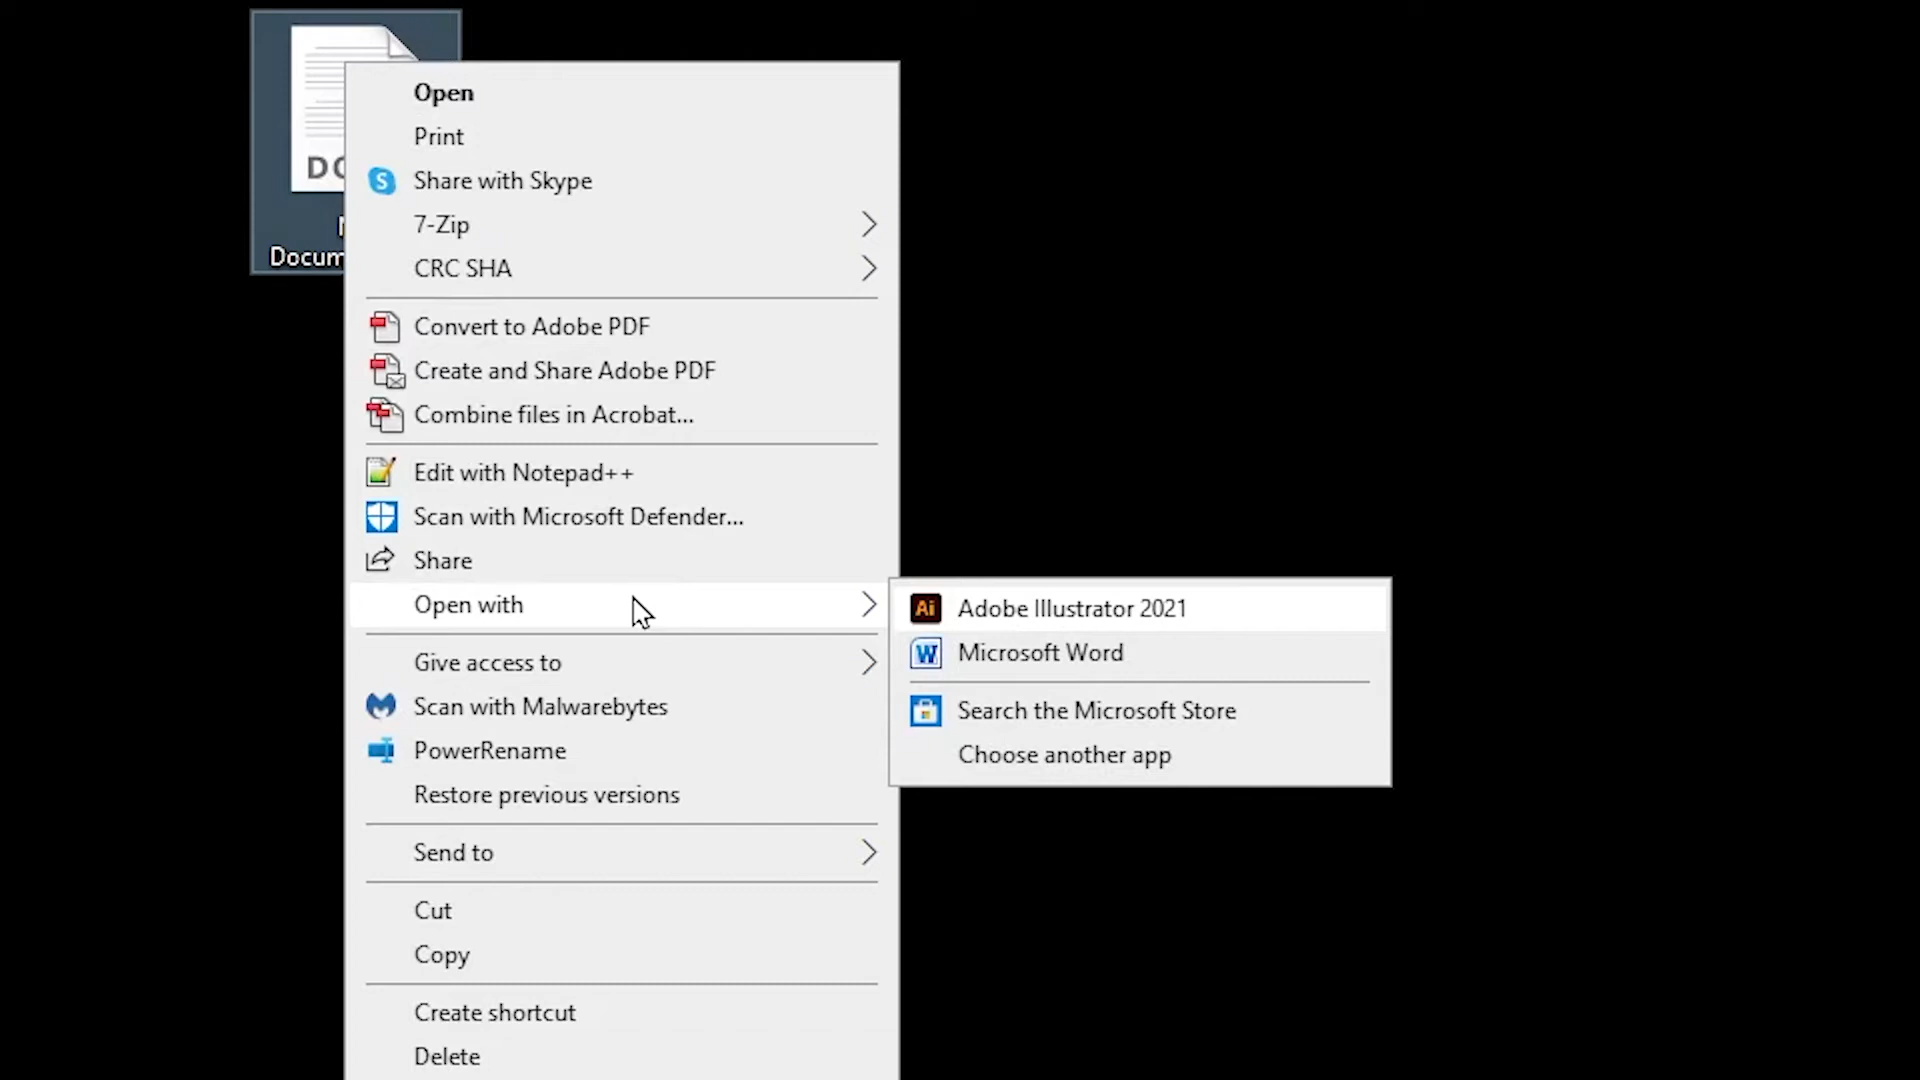 Docum
Open
Print
Share with Skype
7-Zip
CRC SHA
Convert to Adobe PDF
Create and Share Adobe PDF
Combine files in Acrobat...
Edit with Notepad++
Scan with Microsoft Defender...
Share
Open with
Adobe Illustrator 2021
Microsoft Word
Search the Microsoft Store
Choose another app
Give access to
Scan with Malwarebytes
PowerRename
Restore previous versions
Send to
Cut
Copy
Create shortcut
Delete